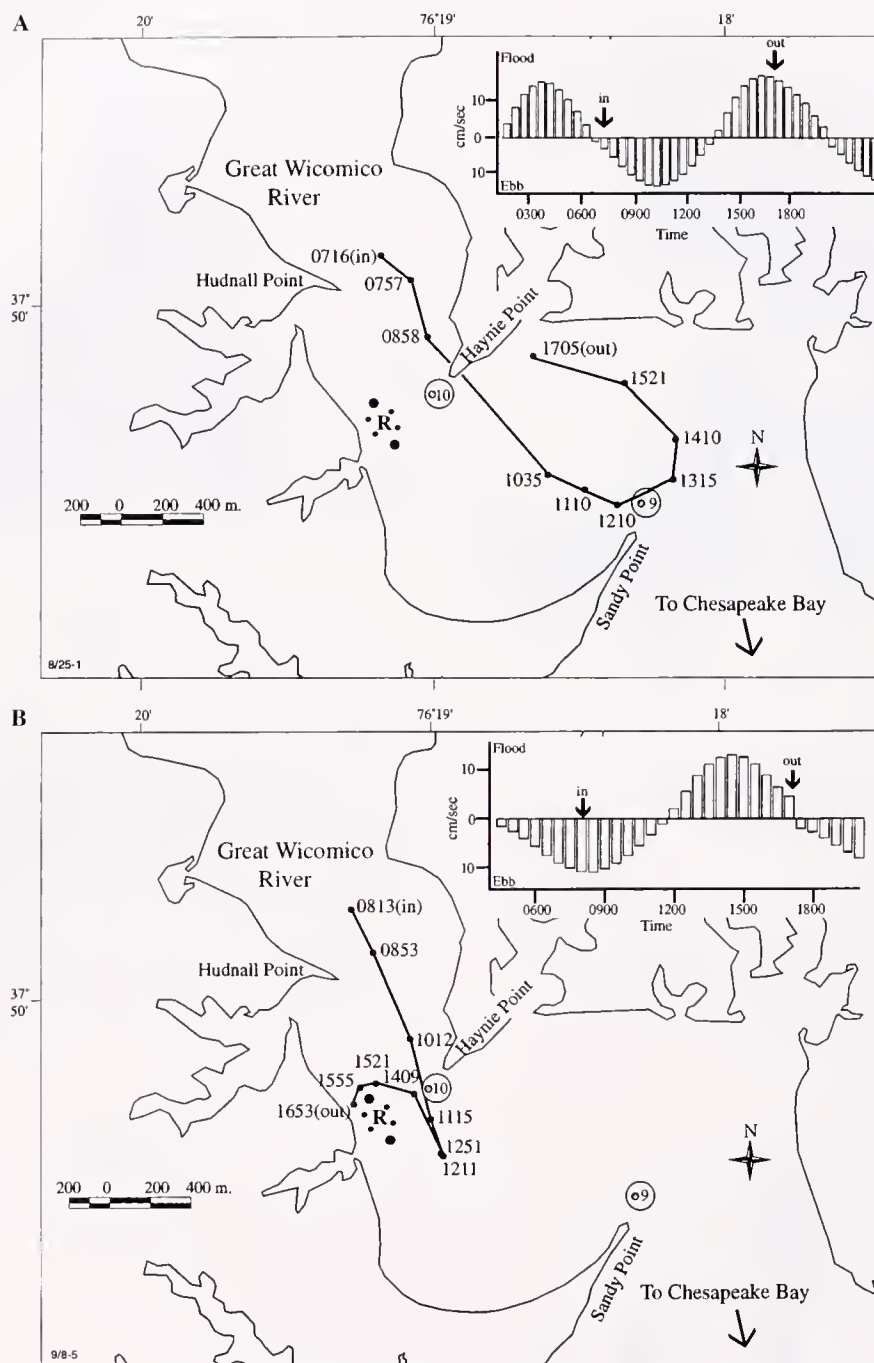 A
20'
76°19'
18'
Flood
out
in
10
0
10
cm/sec
Ebb
0300 0600 0900 1200 1500 1800
Time
Great Wicomico
River
0716(in)
Hudnall Point
0757
37°
50'
0858
Haynie Point
1705(out)
1521
10
R
1410
N
1035
1315
1110
9
1210
200 0 200 400 m.
Sandy Point
To Chesapeake Bay
8/25-1
B
20'
76°19'
18'
Flood
out
in
10
0
10
cm/sec
Ebb
0600 0900 1200 1500 1800
Time
Great Wicomico
River
0813(in)
0853
Hudnall Point
37°
50'
1012
Haynie Point
1521
1409
10
1555
1653(out)
R
1115
N
1251
1211
9
200 0 200 400 m.
Sandy Point
To Chesapeake Bay
9/8-5